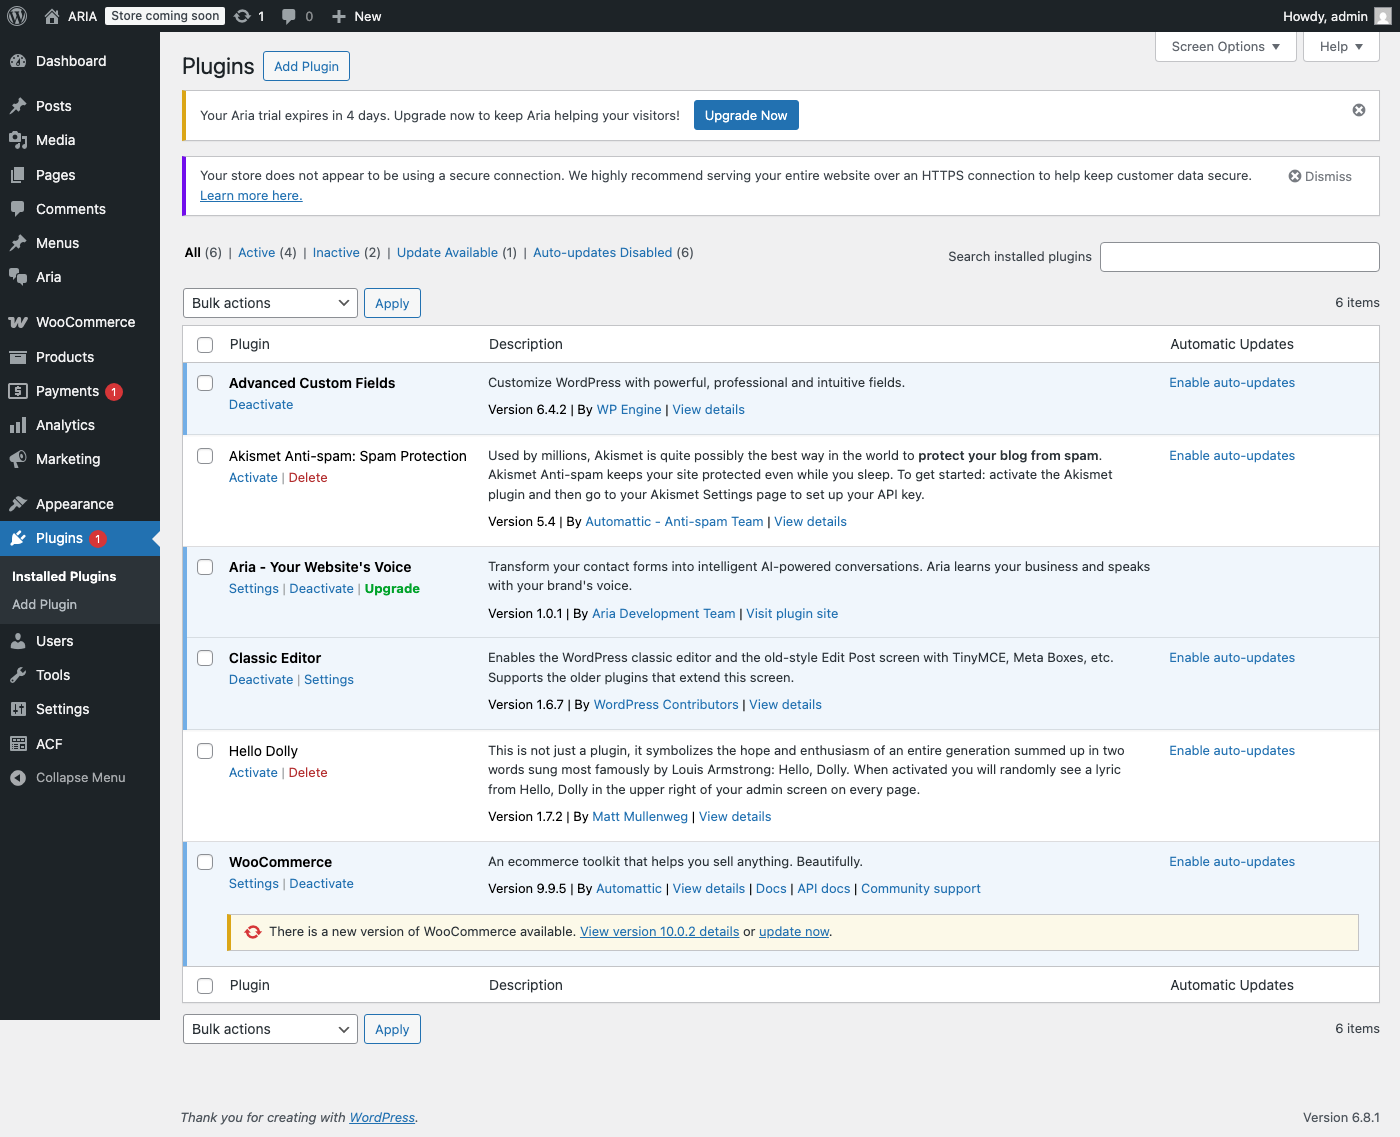 ARIA Store coming soon 1 0 New Howdy, admin
Dashboard
Posts
Media
Pages
Comments
Menus
Aria
WooCommerce
Products
Payments 1
Analytics
Marketing
Appearance
Plugins 1
Installed Plugins
Add Plugin
Users
Tools
Settings
ACF
Collapse Menu
Screen Options Help
Plugins Add Plugin
Your Aria trial expires in 4 days. Upgrade now to keep Aria helping your visitors! Upgrade Now
Your store does not appear to be using a secure connection. We highly recommend serving your entire website over an HTTPS connection to help keep customer data secure. Dismiss
Learn more here.
All (6) | Active (4) | Inactive (2) | Update Available (1) | Auto-updates Disabled (6)
Search installed plugins
Bulk actions Apply 6 items
Plugin Description Automatic Updates
Advanced Custom Fields Customize WordPress with powerful, professional and intuitive fields. Enable auto-updates
Deactivate
Version 6.4.2 | By WP Engine | View details
Akismet Anti-spam: Spam Protection Used by millions, Akismet is quite possibly the best way in the world to protect your blog from spam. Enable auto-updates
Activate | Delete Akismet Anti-spam keeps your site protected even while you sleep. To get started: activate the Akismet
plugin and then go to your Akismet Settings page to set up your API key.
Version 5.4 | By Automattic - Anti-spam Team | View details
Aria - Your Website's Voice Transform your contact forms into intelligent AI-powered conversations. Aria learns your business and speaks
Settings | Deactivate | Upgrade with your brand's voice.
Version 1.0.1 | By Aria Development Team | Visit plugin site
Classic Editor Enables the WordPress classic editor and the old-style Edit Post screen with TinyMCE, Meta Boxes, etc. Enable auto-updates
Deactivate | Settings Supports the older plugins that extend this screen.
Version 1.6.7 | By WordPress Contributors | View details
Hello Dolly This is not just a plugin, it symbolizes the hope and enthusiasm of an entire generation summed up in two Enable auto-updates
Activate | Delete words sung most famously by Louis Armstrong: Hello, Dolly. When activated you will randomly see a lyric
from Hello, Dolly in the upper right of your admin screen on every page.
Version 1.7.2 | By Matt Mullenweg | View details
WooCommerce An ecommerce toolkit that helps you sell anything. Beautifully. Enable auto-updates
Settings | Deactivate Version 9.9.5 | By Automattic | View details | Docs | API docs | Community support
There is a new version of WooCommerce available. View version 10.0.2 details or update now.
Plugin Description Automatic Updates
Bulk actions Apply 6 items
Thank you for creating with WordPress. Version 6.8.1